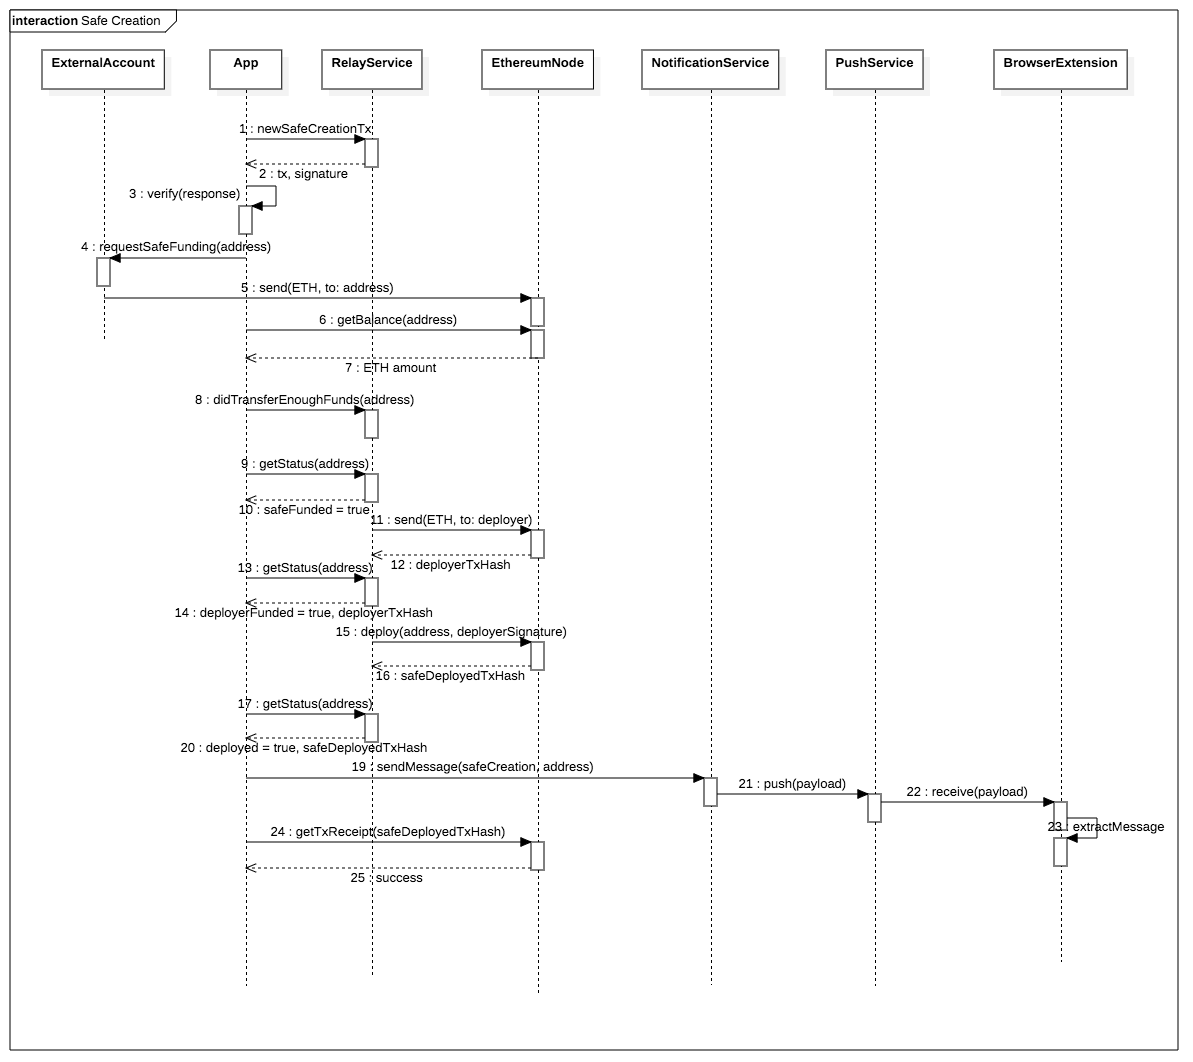 interaction Safe Creation
ExternalAccount
App
RelayService
EthereumNode
NotificationService
PushService
BrowserExtension
1 : newSafeCreationTx
2 : tx, signature
3 : verify(response)
4 : requestSafeFunding(address)
5 : send(ETH, to: address)
6 : getBalance(address)
7 : ETH amount
8 : didTransferEnoughFunds(address)
9 : getStatus(address)
10 : safeFunded = true
11 : send(ETH, to: deployer)
12 : deployerTxHash
13 : getStatus(address)
14 : deployerFunded = true, deployerTxHash
15 : deploy(address, deployerSignature)
16 : safeDeployedTxHash
17 : getStatus(address)
20 : deployed = true, safeDeployedTxHash
19 : sendMessage(safeCreation, address)
21 : push(payload)
22 : receive(payload)
23 : extractMessage
24 : getTxReceipt(safeDeployedTxHash)
25 : success